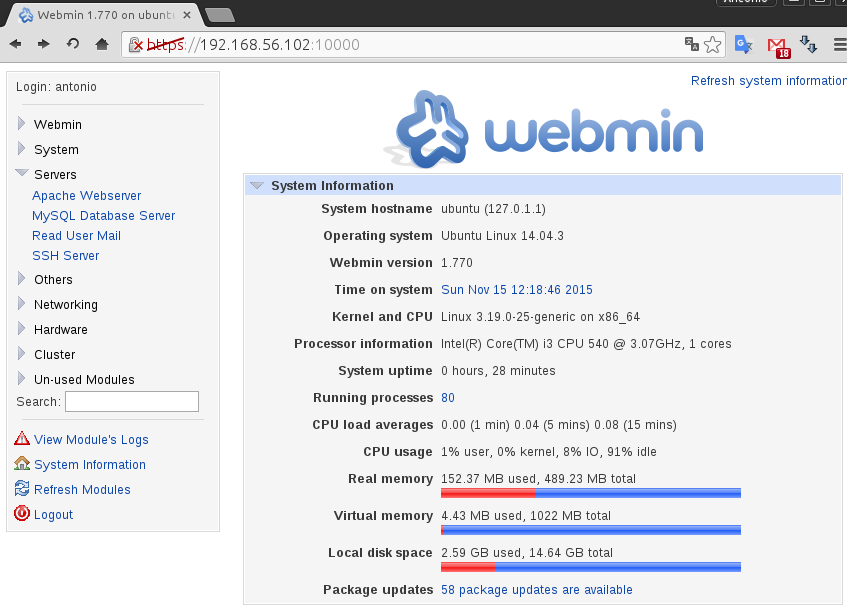 Antonio
Webmin 1.770 on ubunt
https://192.168.56.102:10000
18
Login: antonio
Webmin
System
Servers
Apache Webserver
MySQL Database Server
Read User Mail
SSH Server
Others
Networking
Hardware
Cluster
Un-used Modules
Search:
View Module's Logs
System Information
Refresh Modules
Logout
Refresh system information
webmin
System Information
System hostname ubuntu (127.0.1.1)
Operating system Ubuntu Linux 14.04.3
Webmin version 1.770
Time on system Sun Nov 15 12:18:46 2015
Kernel and CPU Linux 3.19.0-25-generic on x86_64
Processor information Intel(R) Core(TM) i3 CPU 540 @ 3.07GHz, 1 cores
System uptime 0 hours, 28 minutes
Running processes 80
CPU load averages 0.00 (1 min) 0.04 (5 mins) 0.08 (15 mins)
CPU usage 1% user, 0% kernel, 8% IO, 91% idle
Real memory 152.37 MB used, 489.23 MB total
Virtual memory 4.43 MB used, 1022 MB total
Local disk space 2.59 GB used, 14.64 GB total
Package updates 58 package updates are available